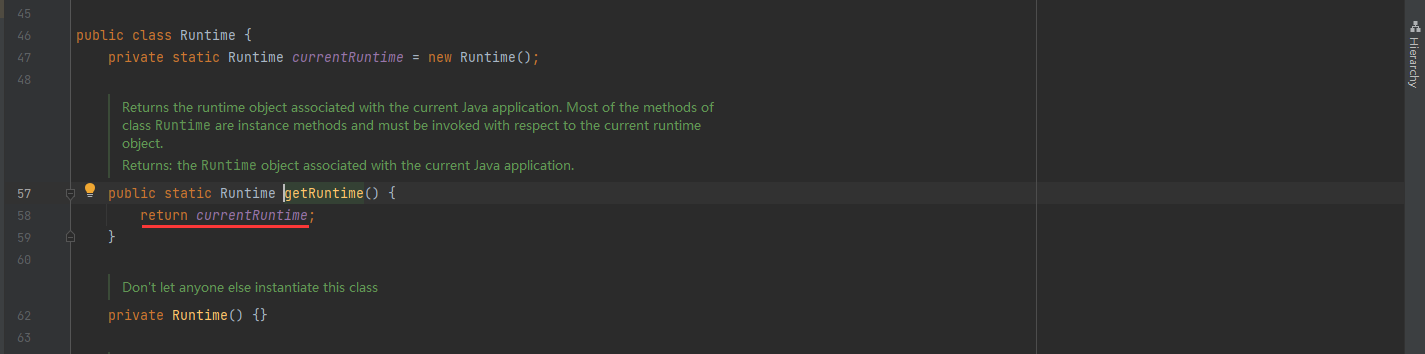 45
46 public class Runtime {
47 private static Runtime currentRuntime = new Runtime();
48
Returns the runtime object associated with the current Java application. Most of the methods of
class Runtime are instance methods and must be invoked with respect to the current runtime
object.
Returns: the Runtime object associated with the current Java application.
57 public static Runtime getRuntime() {
58 return currentRuntime;
59 }
60
Don't let anyone else instantiate this class
62 private Runtime() {}
63
Hierarchy